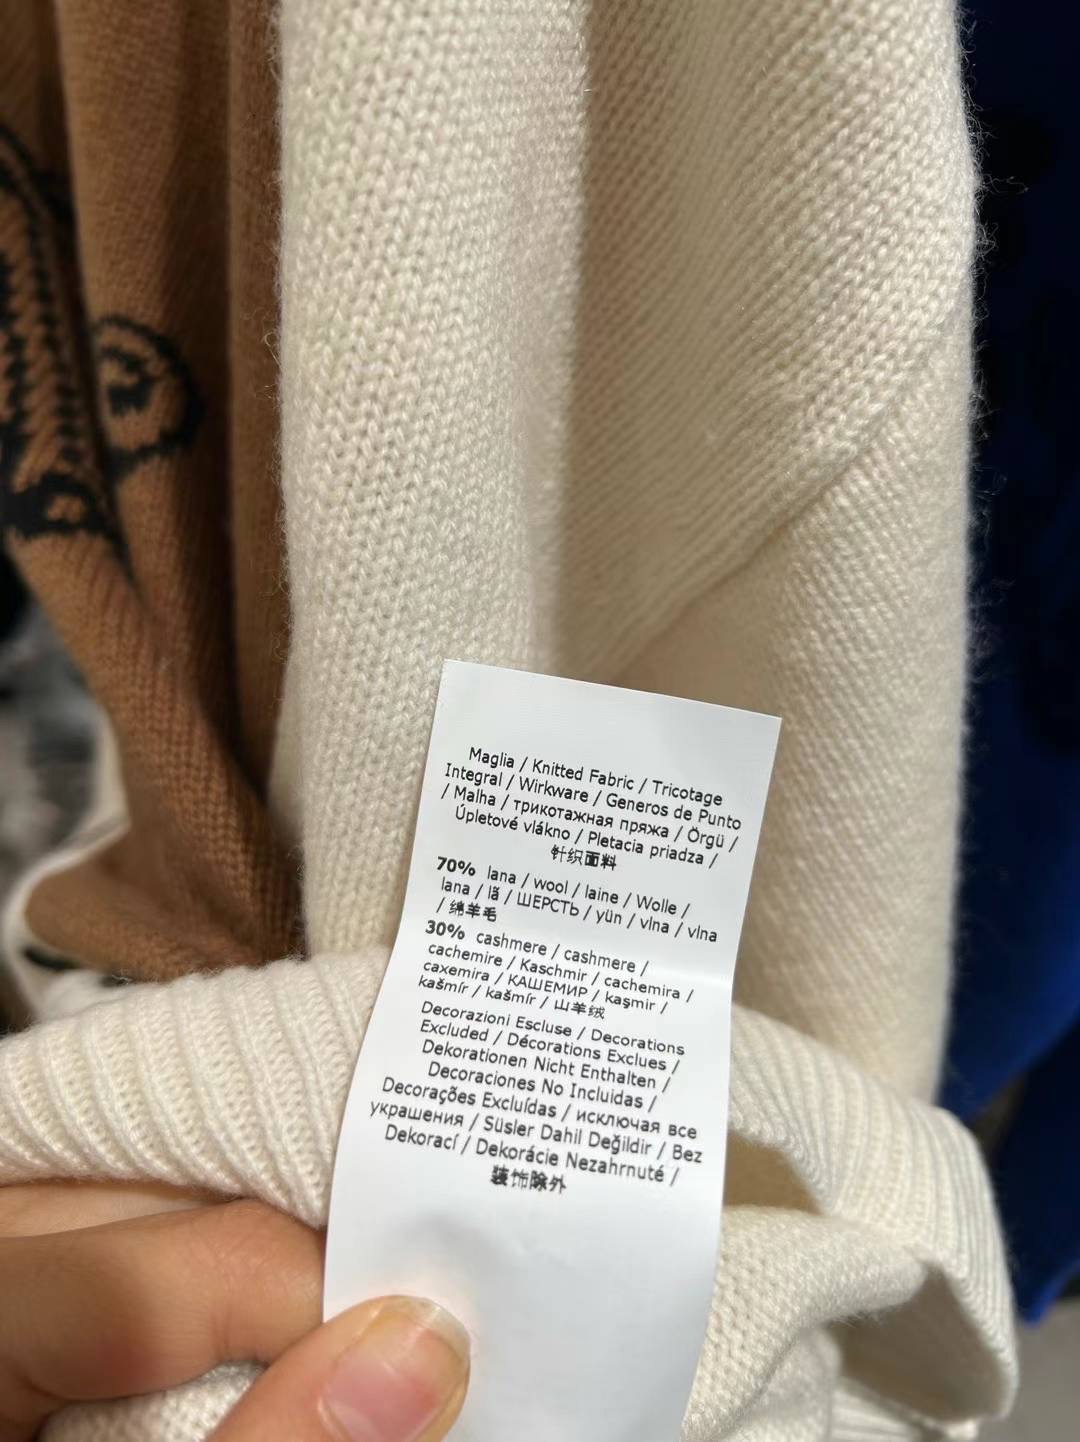 Maglia / Knitted Fabric / Tricotage
Integral / Wirkware / Generos de Punto
/ Malha / трикотажная пряжа / Örgü /
Úpletové vlákno / Pletacia priadza /
针织面料
70% lana / wool / laine / Wolle /
lana / lã / ШЕРСТЬ / yün / vlna / vlna
/ 绵羊毛
30% cashmere / cashmere /
cachemire / Kaschmir / cachemira /
caxemira / КАШЕМИР / kaşmir /
kašmír / kašmír / 山羊绒
Decorazioni Escluse / Decorations
Excluded / Décorations Exclues /
Dekorationen Nicht Enthalten /
Decoraciones No Incluidas /
Decorações Excluídas / исключая все
украшения / Süsler Dahil Değildir / Bez
Dekorací / Dekorácie Nezahrnuté /
装饰除外